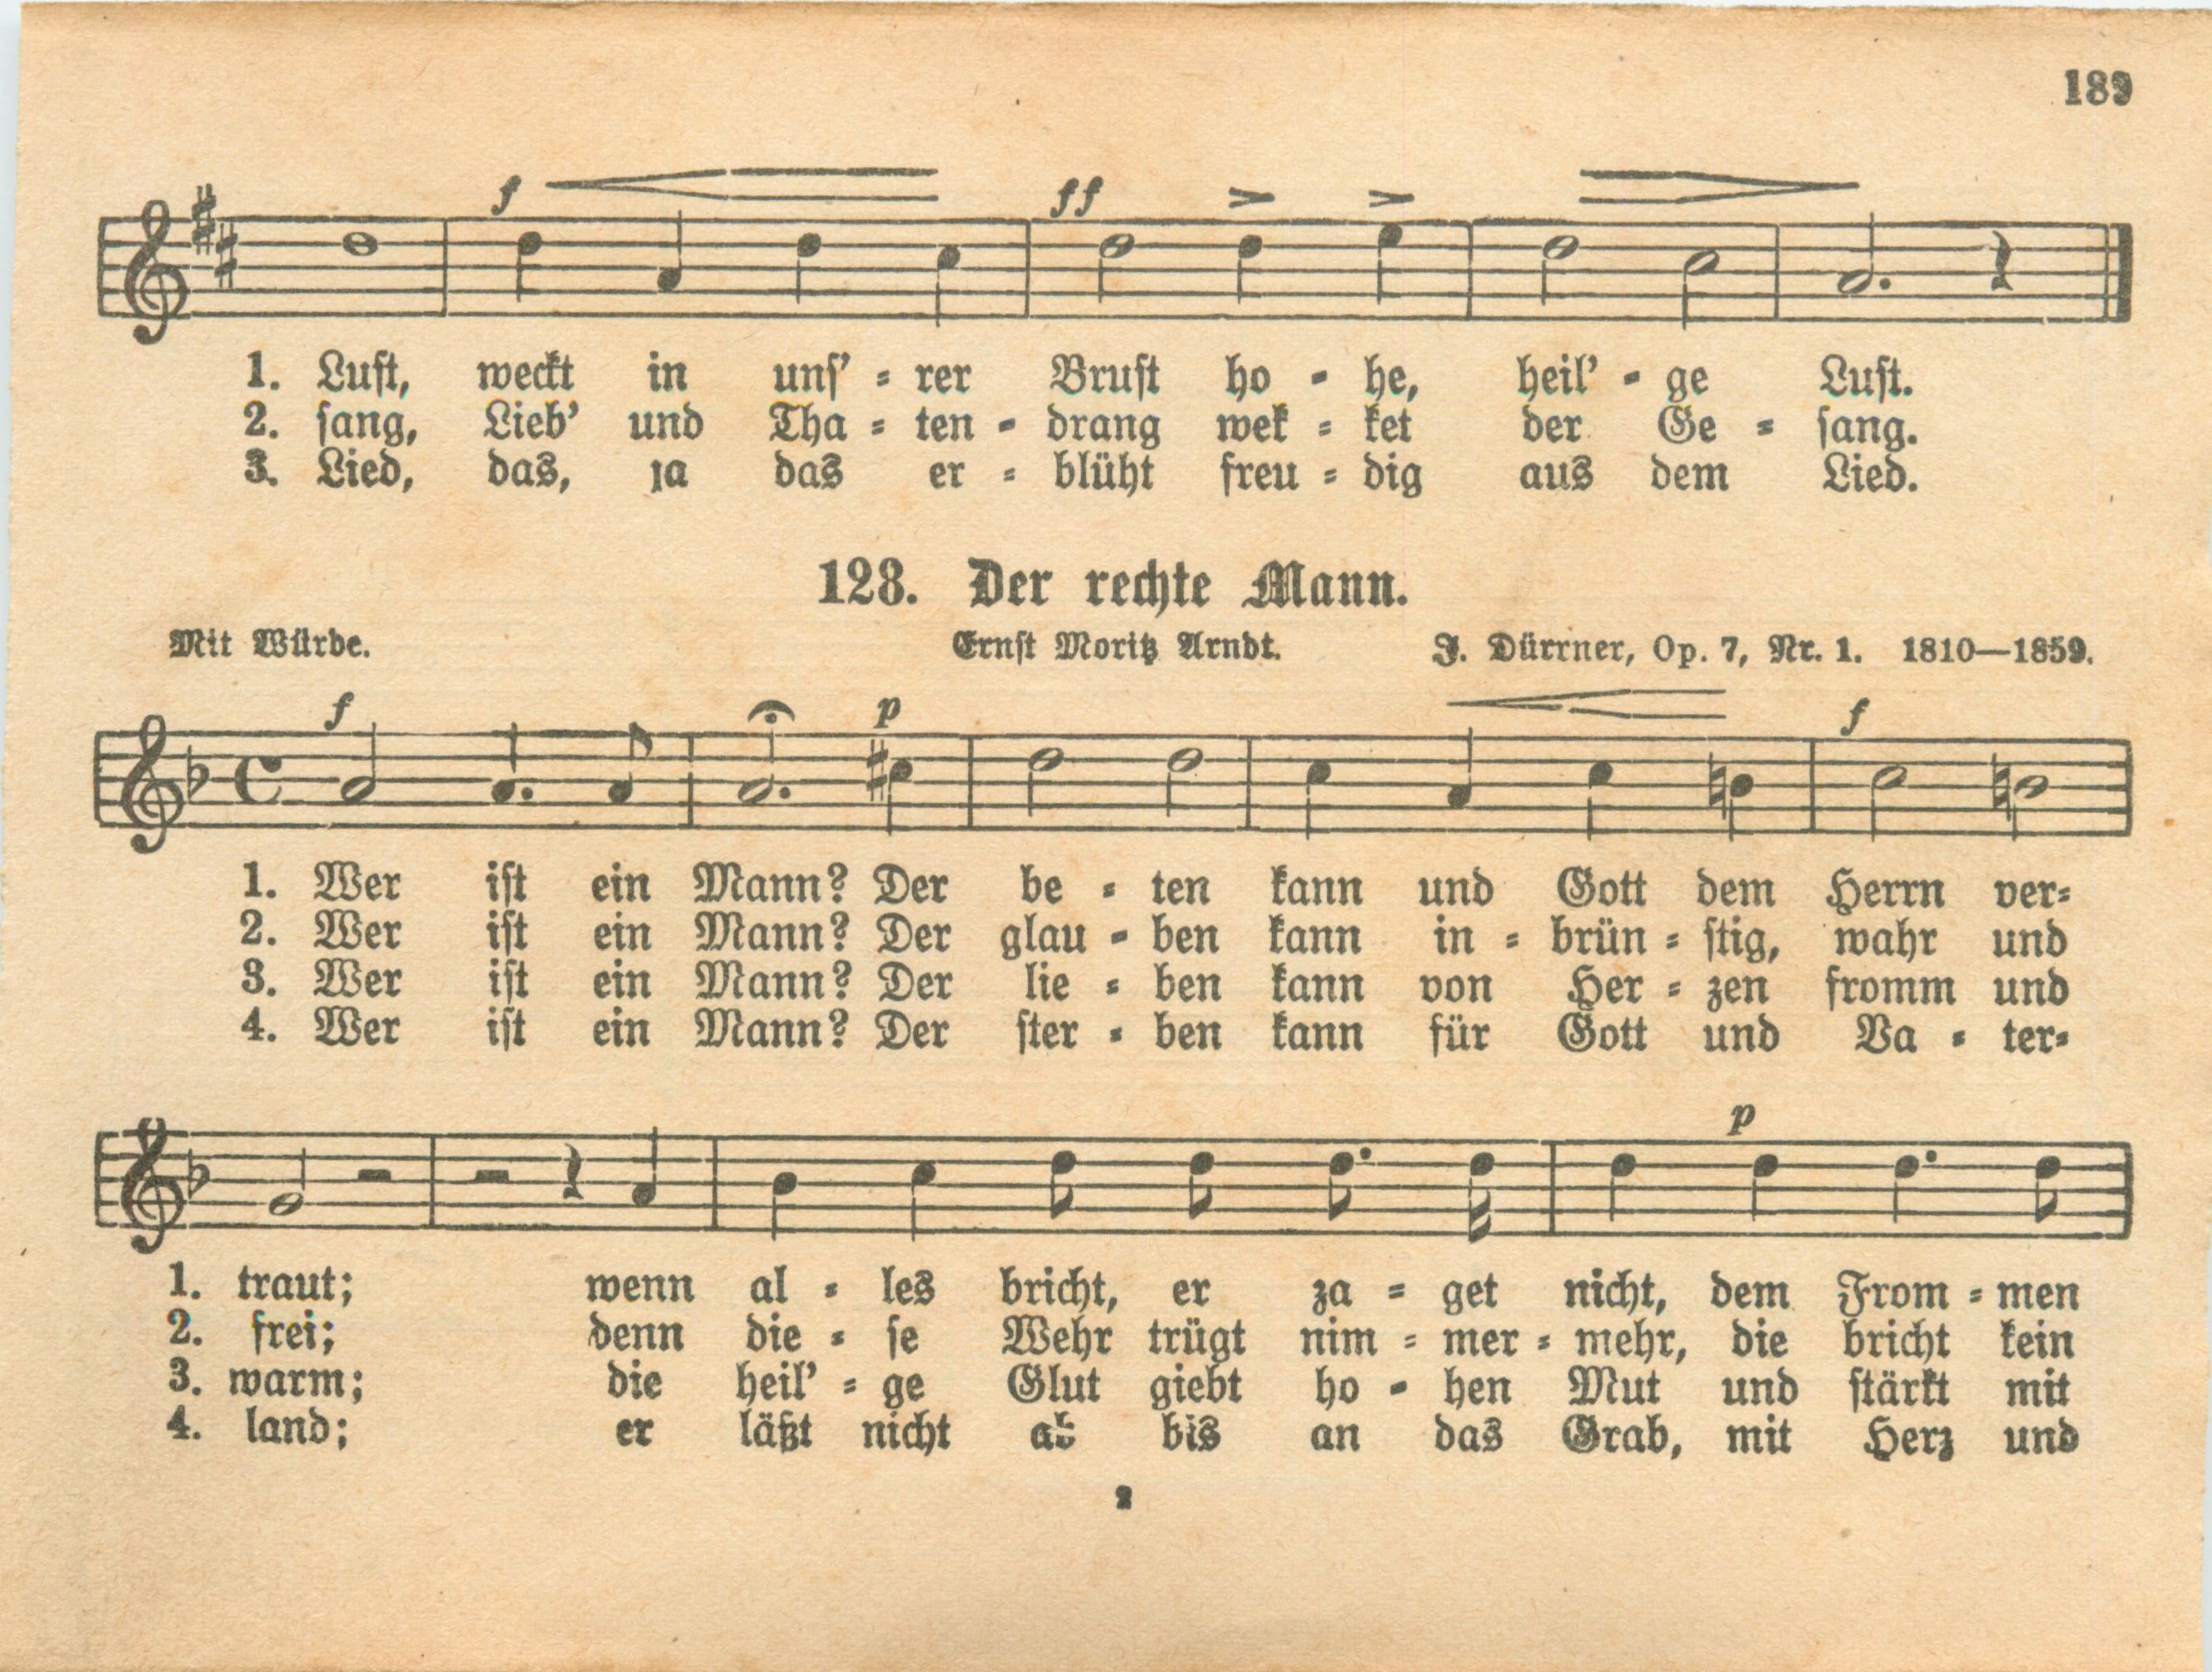 189
f ff
1. Lust, weckt in uns' = rer Brust ho = he, heil' = ge Lust.
2. sang, Lieb' und Tha = ten = drang wek = ket der Ge = sang.
3. Lied, das, ja das er = blüht freu = dig aus dem Lied.
128. Der rechte Mann.
Mit Würde. Ernst Moritz Arndt. J. Dürrner, Op. 7, Nr. 1. 1810—1859.
f p f
1. Wer ist ein Mann? Der be = ten kann und Gott dem Herrn ver=
2. Wer ist ein Mann? Der glau = ben kann in = brün = stig, wahr und
3. Wer ist ein Mann? Der lie = ben kann von Her = zen fromm und
4. Wer ist ein Mann? Der ster = ben kann für Gott und Va = ter=
p
1. traut; wenn al = les bricht, er za = get nicht, dem From = men
2. frei; denn die = se Wehr trügt nim = mer = mehr, die bricht kein
3. warm; die heil' = ge Glut giebt ho = hen Mut und stärkt mit
4. land; er läßt nicht ab bis an das Grab, mit Herz und
2